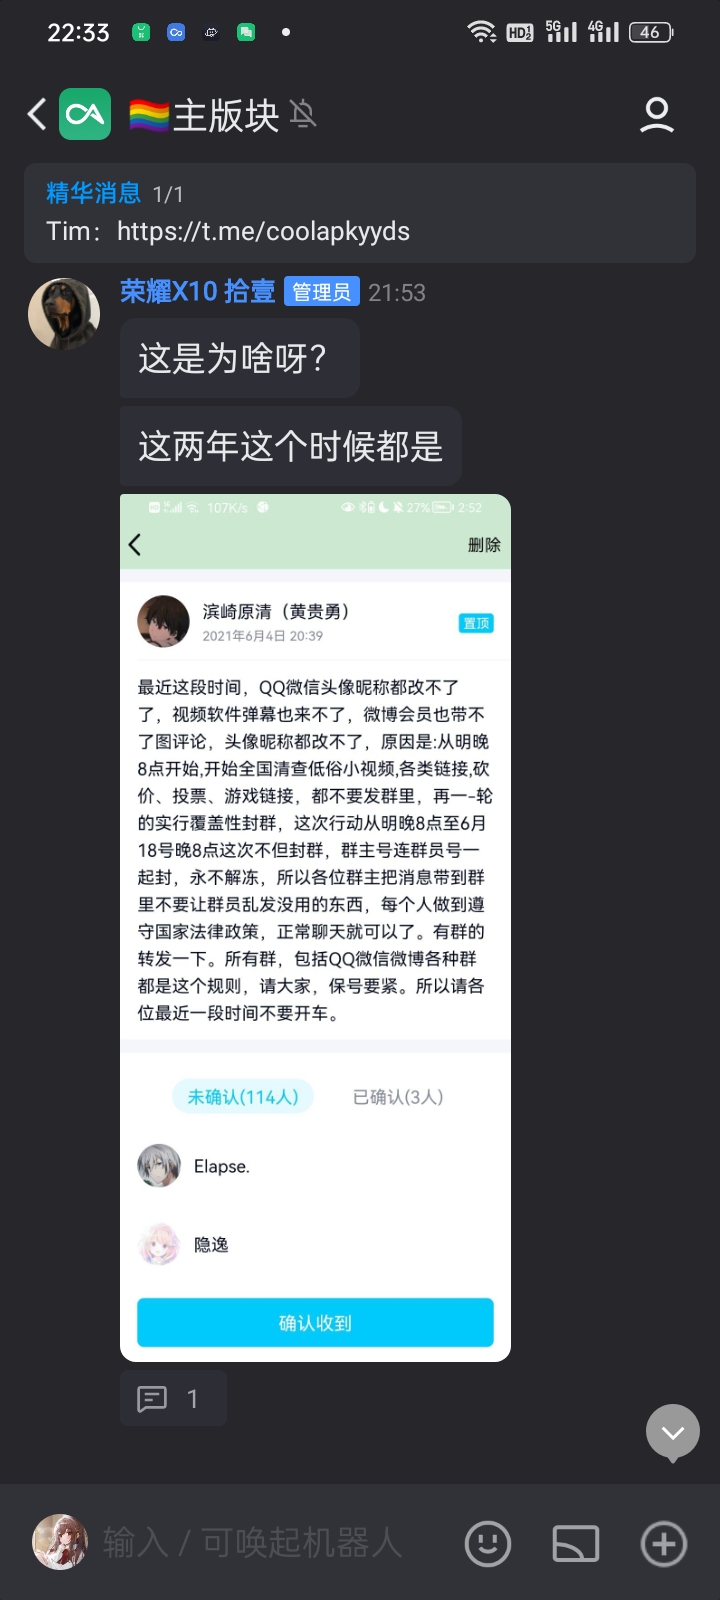 22:33
HD 5G 4G 46
主版块
精华消息 1/1
Tim：https://t.me/coolapkyyds
荣耀X10 拾壹 管理员 21:53
这是为啥呀？
这两年这个时候都是
107K/s 27% 2:52
删除
滨崎原清（黄贵勇）
置顶
2021年6月4日 20:39
最近这段时间，QQ微信头像昵称都改不了
了，视频软件弹幕也来不了，微博会员也带不
了图评论，头像昵称都改不了，原因是:从明晚
8点开始,开始全国清查低俗小视频,各类链接,砍
价、投票、游戏链接，都不要发群里，再一-轮
的实行覆盖性封群，这次行动从明晚8点至6月
18号晚8点这次不但封群，群主号连群员号一
起封，永不解冻，所以各位群主把消息带到群
里不要让群员乱发没用的东西，每个人做到遵
守国家法律政策，正常聊天就可以了。有群的
转发一下。所有群，包括QQ微信微博各种群
都是这个规则，请大家，保号要紧。所以请各
位最近一段时间不要开车。
未确认(114人) 已确认(3人)
Elapse.
隐逸
确认收到
1
输入 / 可唤起机器人